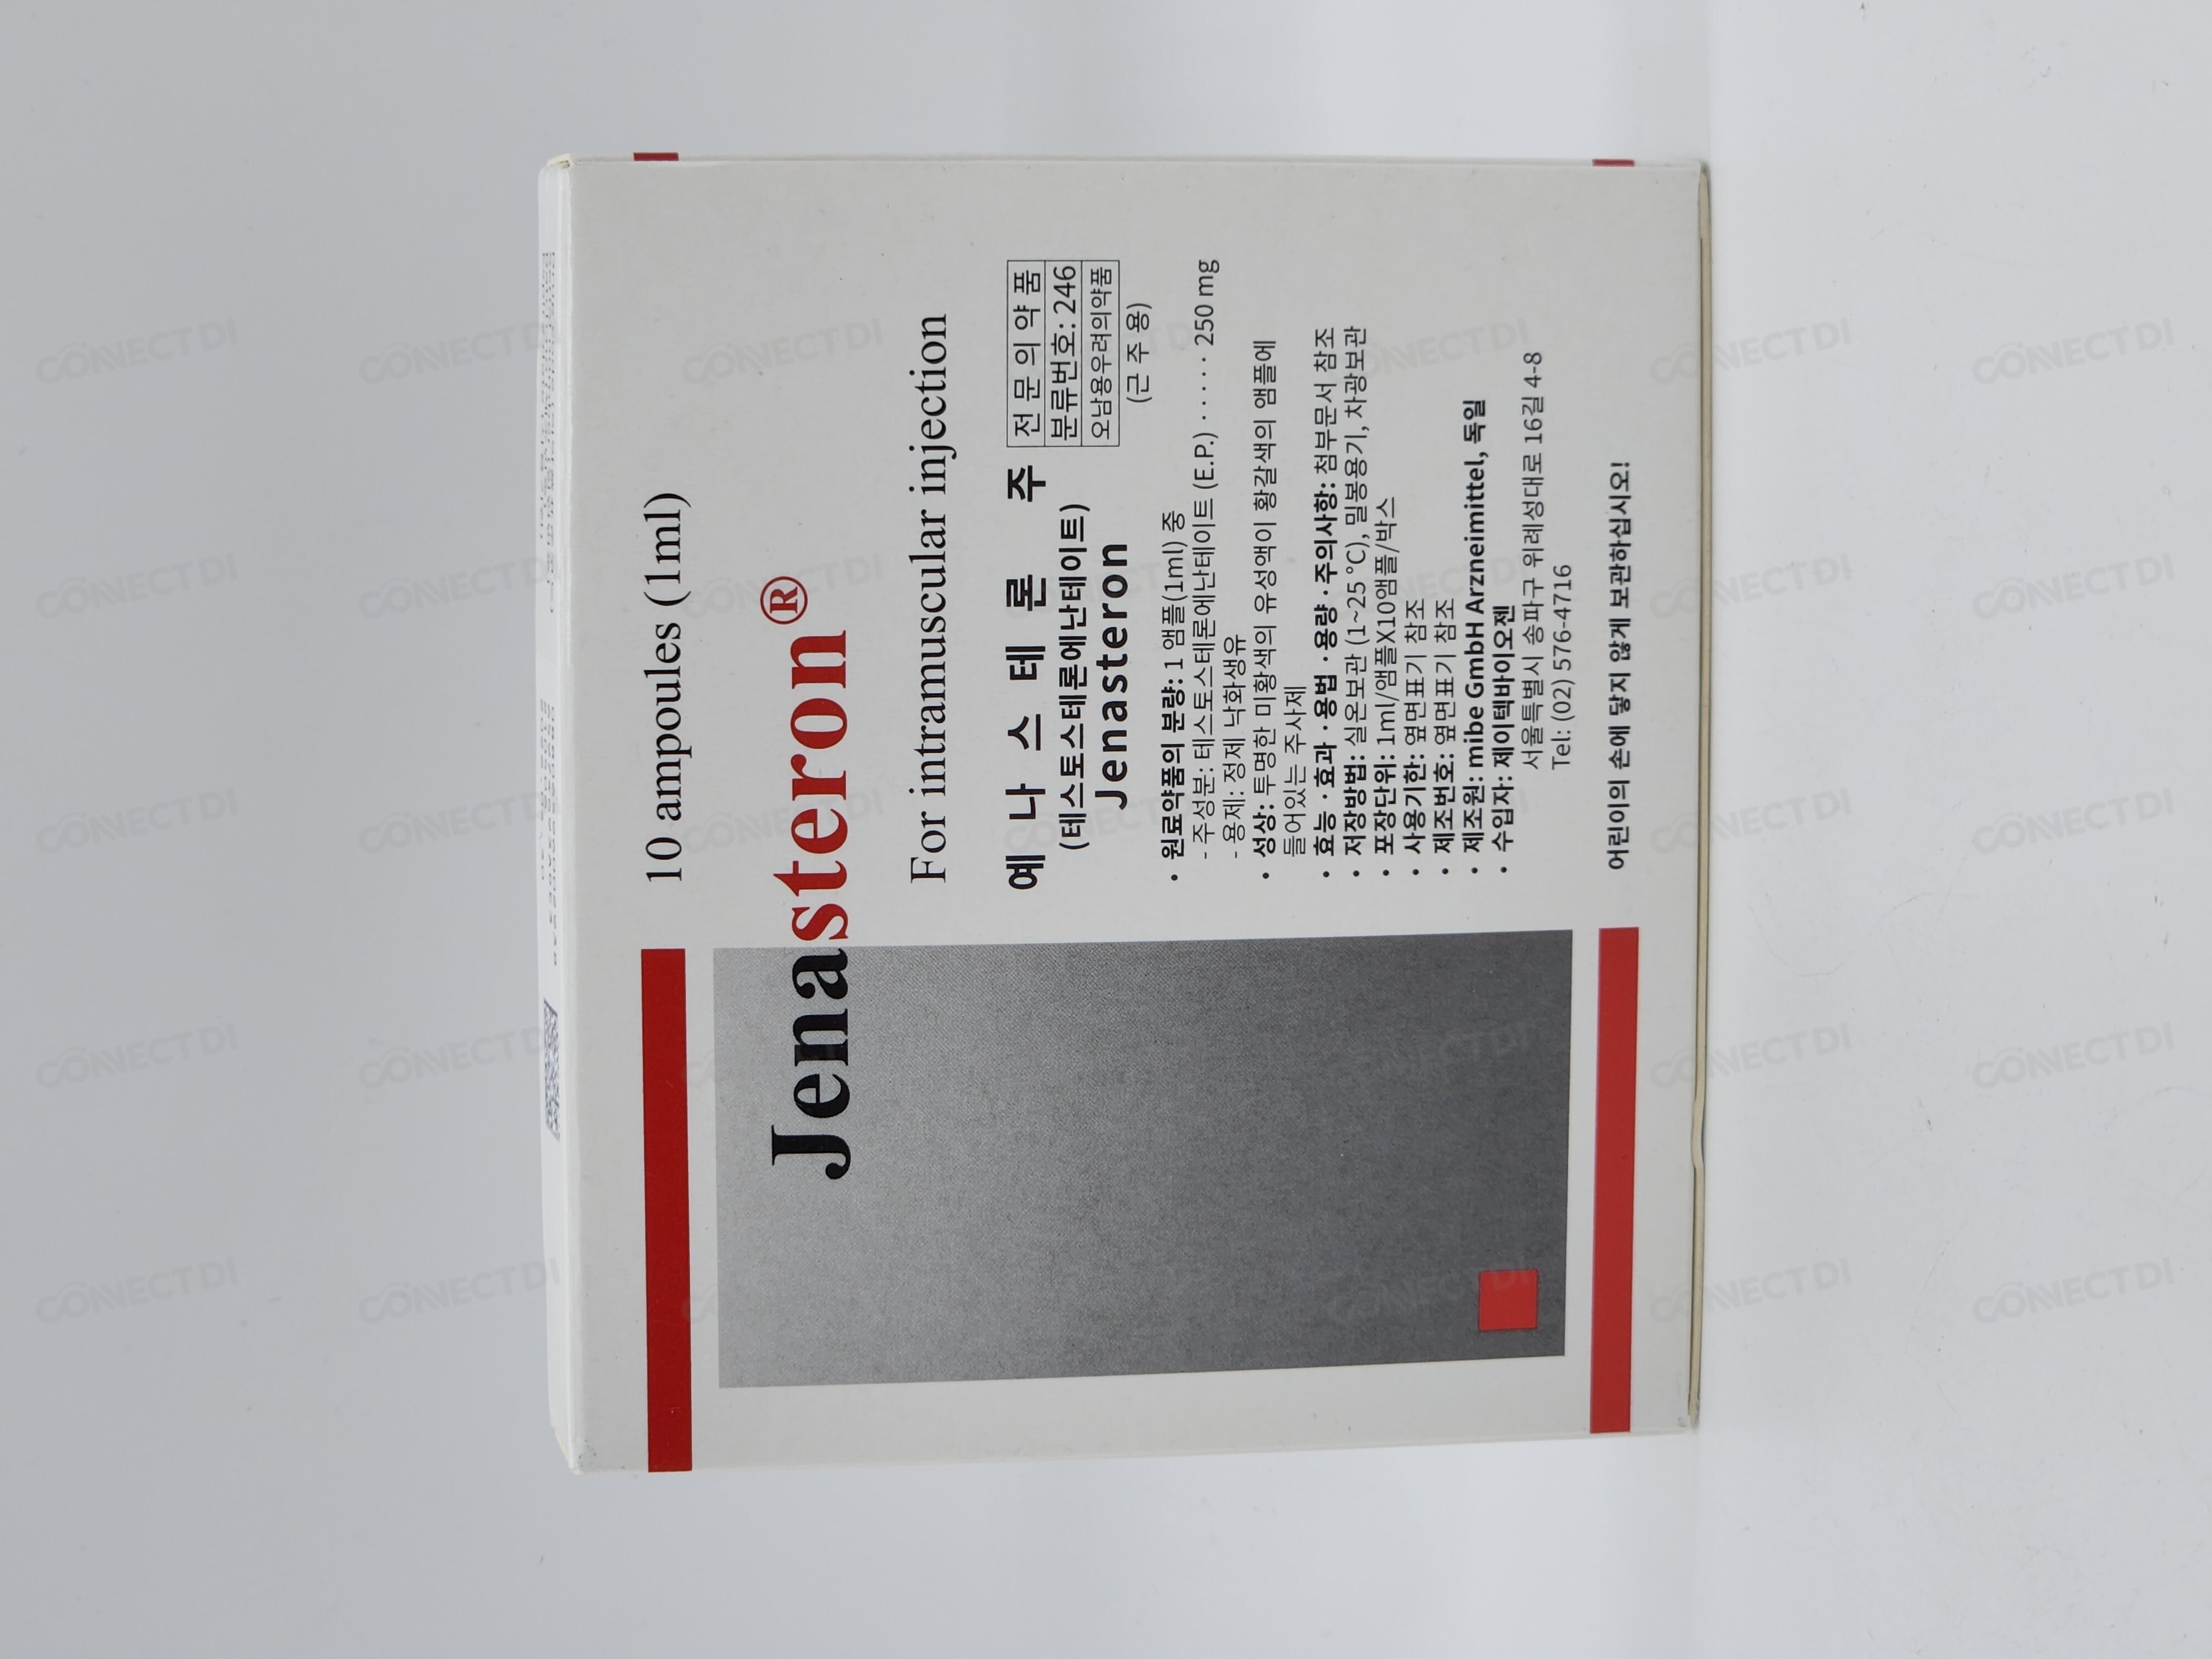 10 ampoules (1ml)
Jenasteron®
For intramuscular injection
예 나 스 테 론 주
(테스토스테론에난테이트)
Jenasteron
전 문 의 약 품
분류번호: 246
오남용우려의약품
(근 주 용)
• 원료약품의 분량: 1 앰플(1ml) 중
- 주성분: 테스토스테론에난테이트 (E.P.) ······ 250 mg
- 용제: 정제 낙화생유
• 성상: 투명한 미황색의 유성액이 황갈색의 앰플에
들어있는 주사제
• 효능 · 효과 · 용법 · 용량 · 주의사항: 첨부문서 참조
• 저장방법: 실온보관 (1~25 °C), 밀봉용기, 차광보관
• 포장단위: 1ml/앰플X10앰플/박스
• 사용기한: 옆면표기 참조
• 제조번호: 옆면표기 참조
• 제조원: mibe GmbH Arzneimittel, 독일
• 수입자: 제이텍바이오젠
서울특별시 송파구 위례성대로 16길 4-8
Tel: (02) 576-4716
어린이의 손에 닿지 않게 보관하십시오!
CONNECT DI